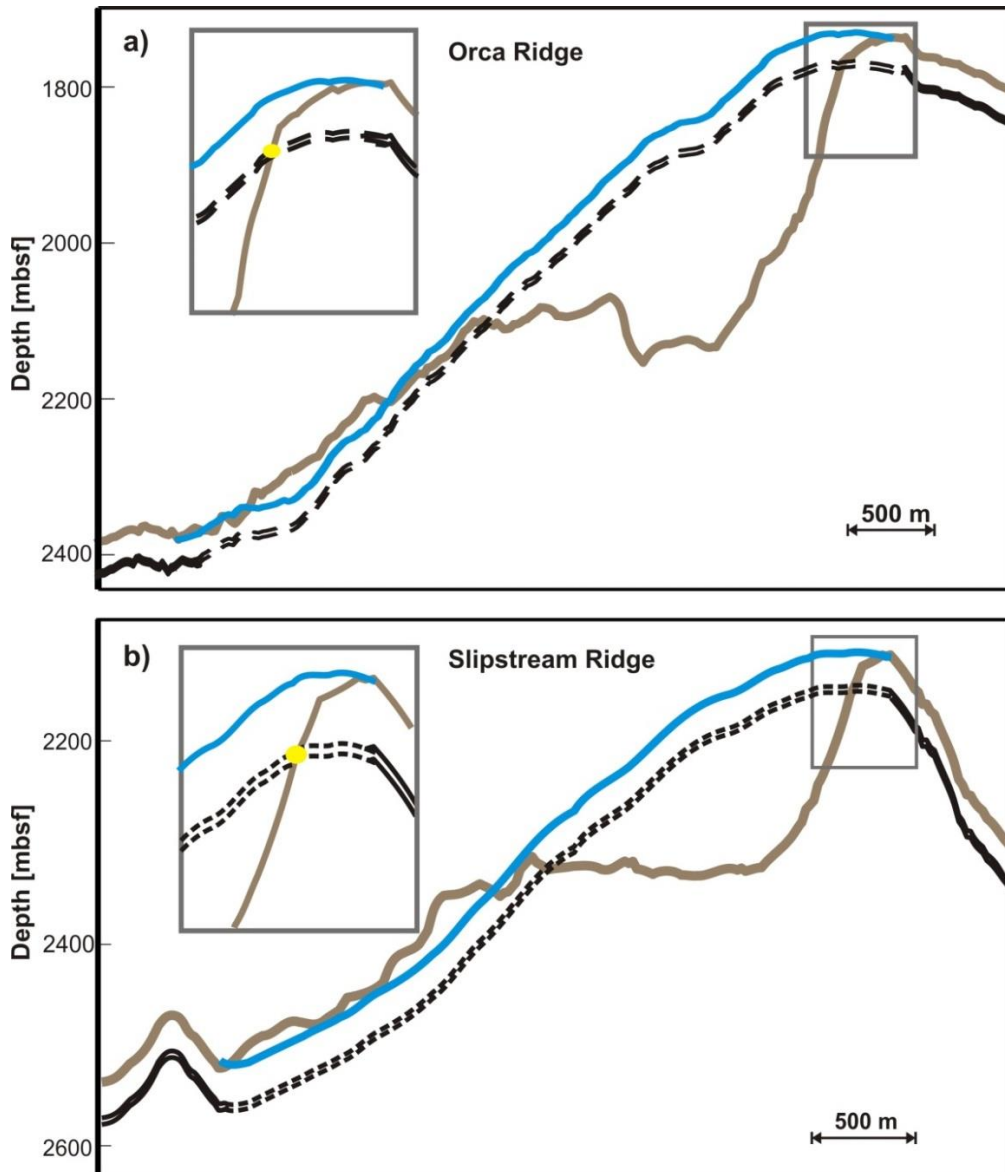 a)
Orca Ridge
Depth [mbsf]
1800
2000
2200
2400
500 m
b)
Slipstream Ridge
Depth [mbsf]
2200
2400
2600
500 m